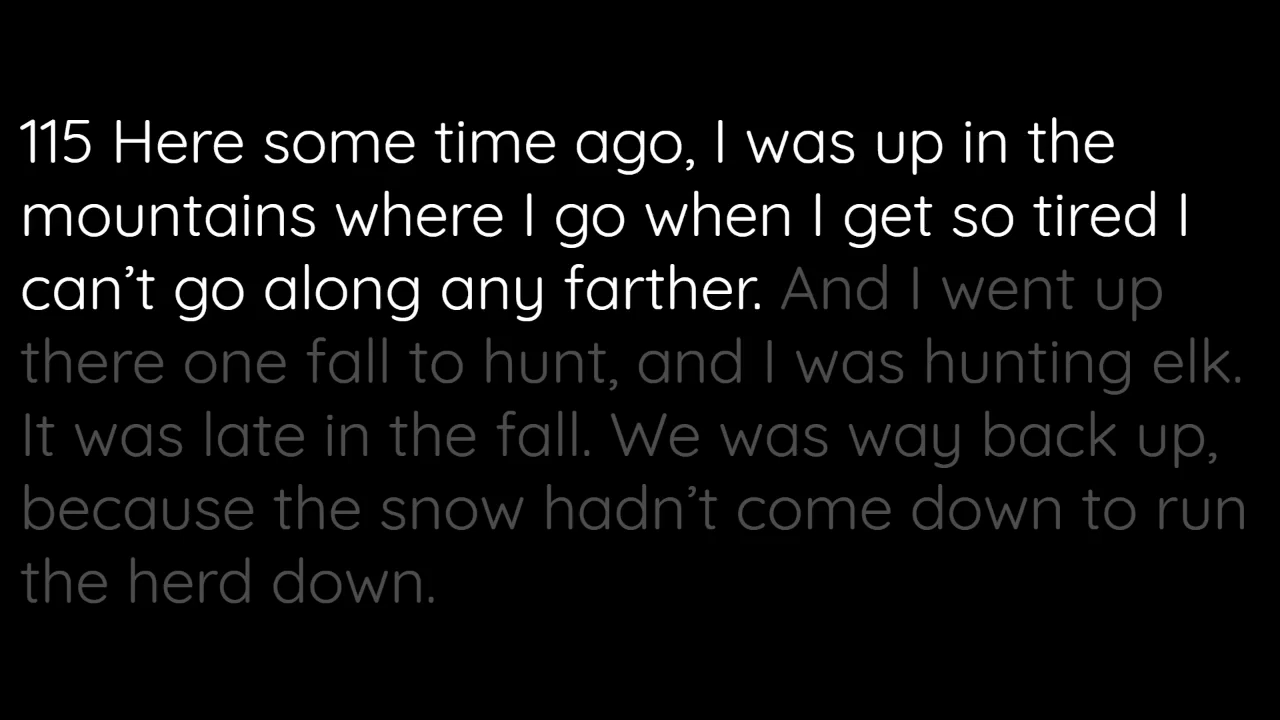 115 Here some time ago, I was up in the
mountains where I go when I get so tired I
can’t go along any farther. And I went up
there one fall to hunt, and I was hunting elk.
It was late in the fall. We was way back up,
because the snow hadn’t come down to run
the herd down.